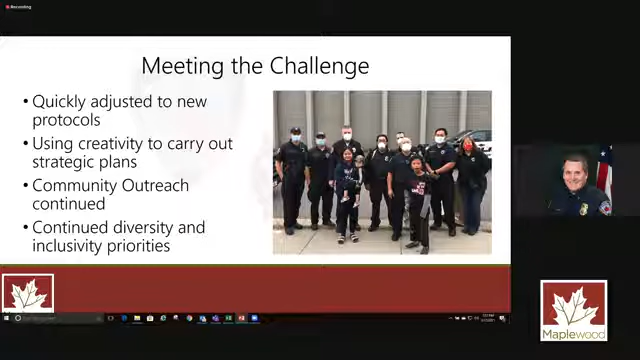 Recording
Meeting the Challenge
• Quickly adjusted to new
protocols
• Using creativity to carry out
strategic plans
• Community Outreach
continued
• Continued diversity and
inclusivity priorities
Maplewood